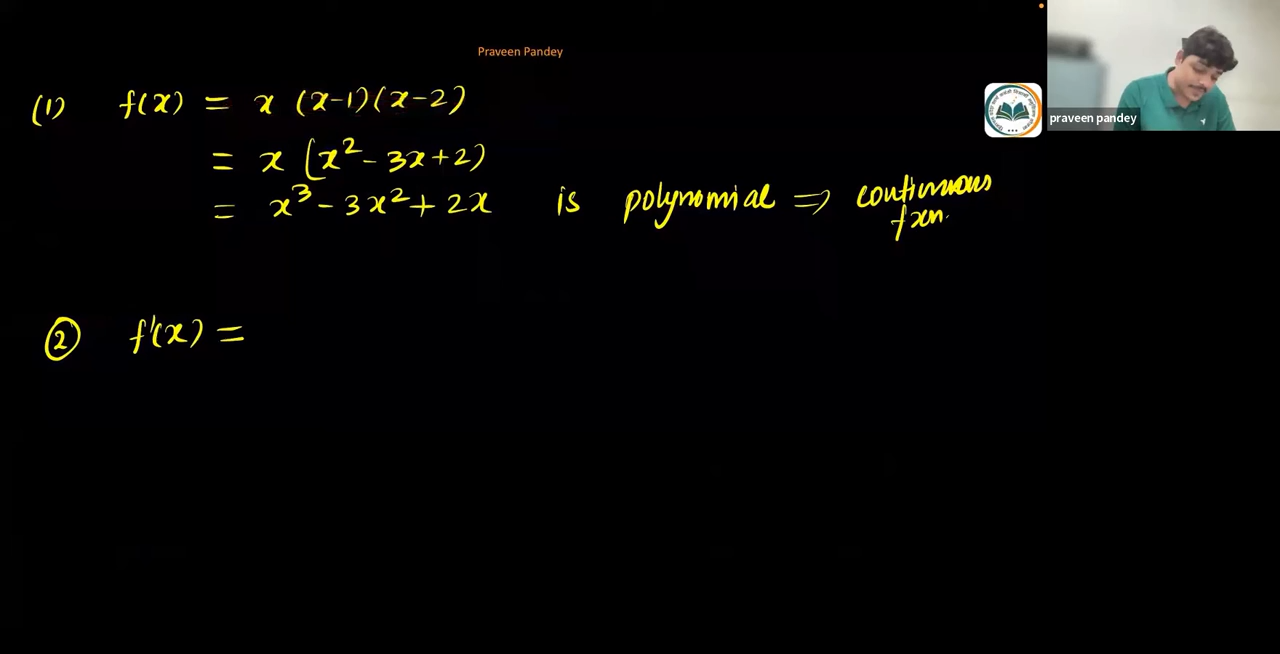 Praveen Pandey
praveen pandey
(1) f(x) = x (x-1)(x-2)
= x (x² - 3x + 2)
= x³ - 3x² + 2x is polynomial ⇒ continuous
fxn.
② f'(x) =